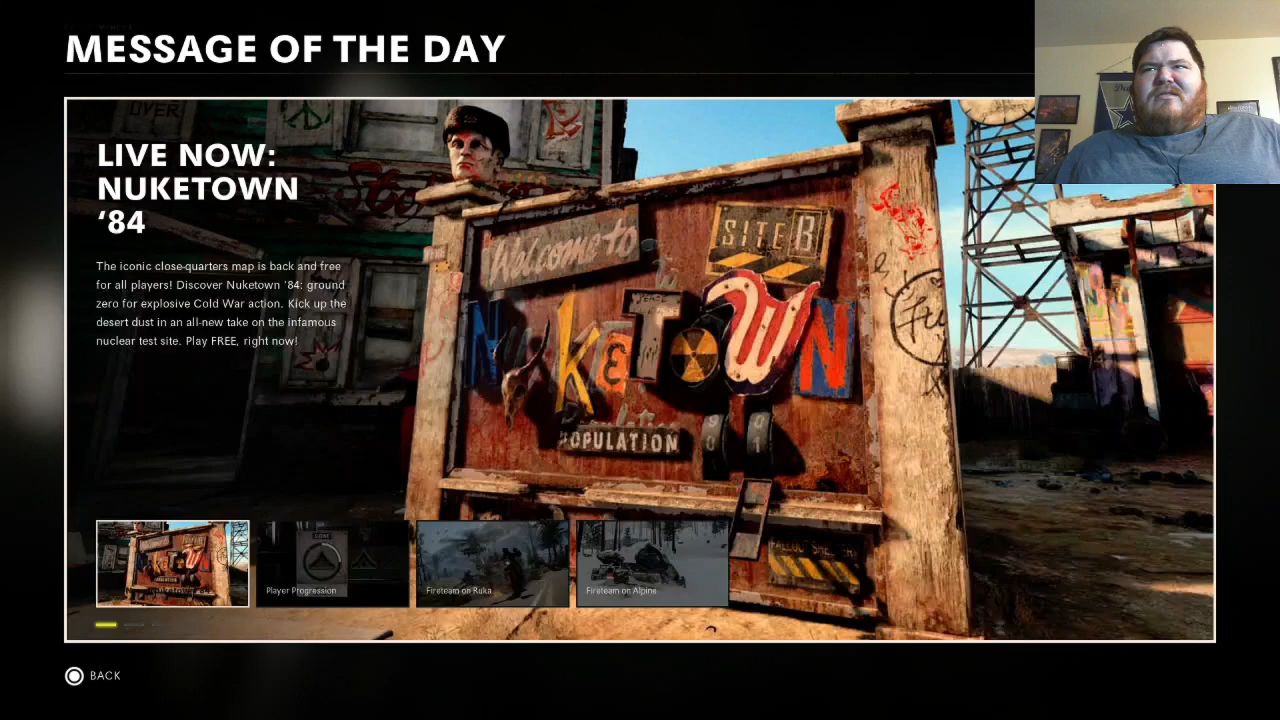 MESSAGE OF THE DAY
LIVE NOW:
NUKETOWN
‘84
The iconic close-quarters map is back and free
for all players! Discover Nuketown ’84: ground
zero for explosive Cold War action. Kick up the
desert dust in an all-new take on the infamous
nuclear test site. Play FREE, right now!
OVER
Welcome to
SITE B
NUKETOWN
POPULATION
FALLOUT SHELTER
Player Progression
Fireteam on Ruka
Fireteam on Alpine
BACK